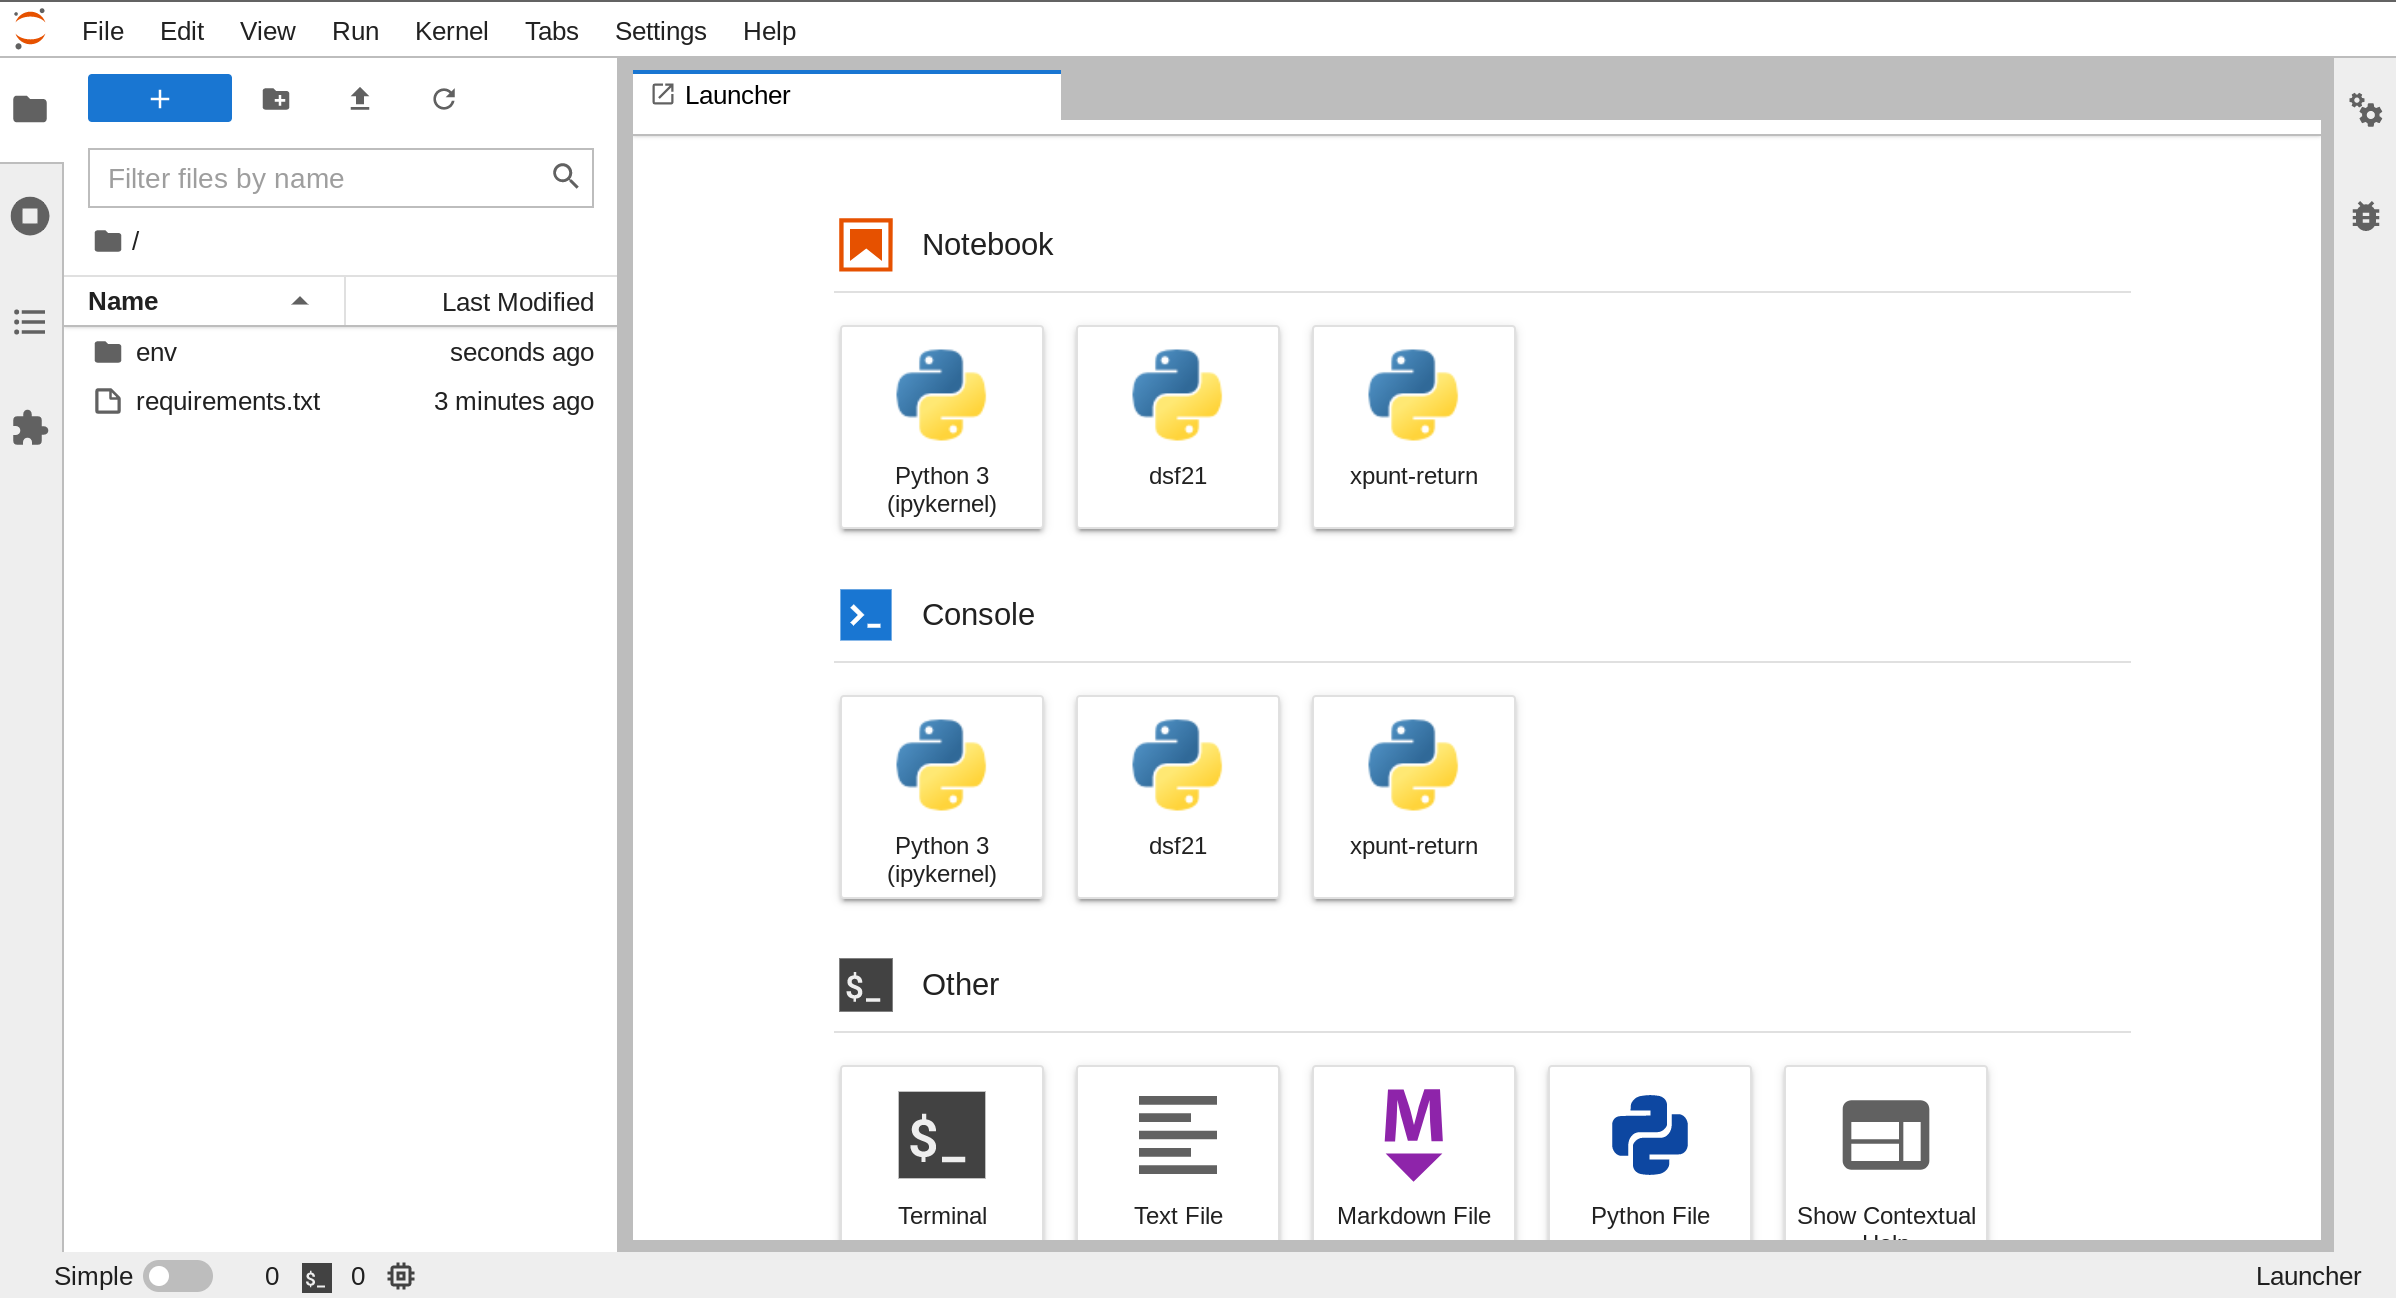 File Edit View Run Kernel Tabs Settings Help
Filter files by name
/
Name Last Modified
env seconds ago
requirements.txt 3 minutes ago
Launcher
Notebook
Python 3
(ipykernel)
dsf21
xpunt-return
Console
Python 3
(ipykernel)
dsf21
xpunt-return
Other
$_
Terminal
Text File
M
Markdown File
Python File
Show Contextual
Help
Simple 0 $_ 0 Launcher